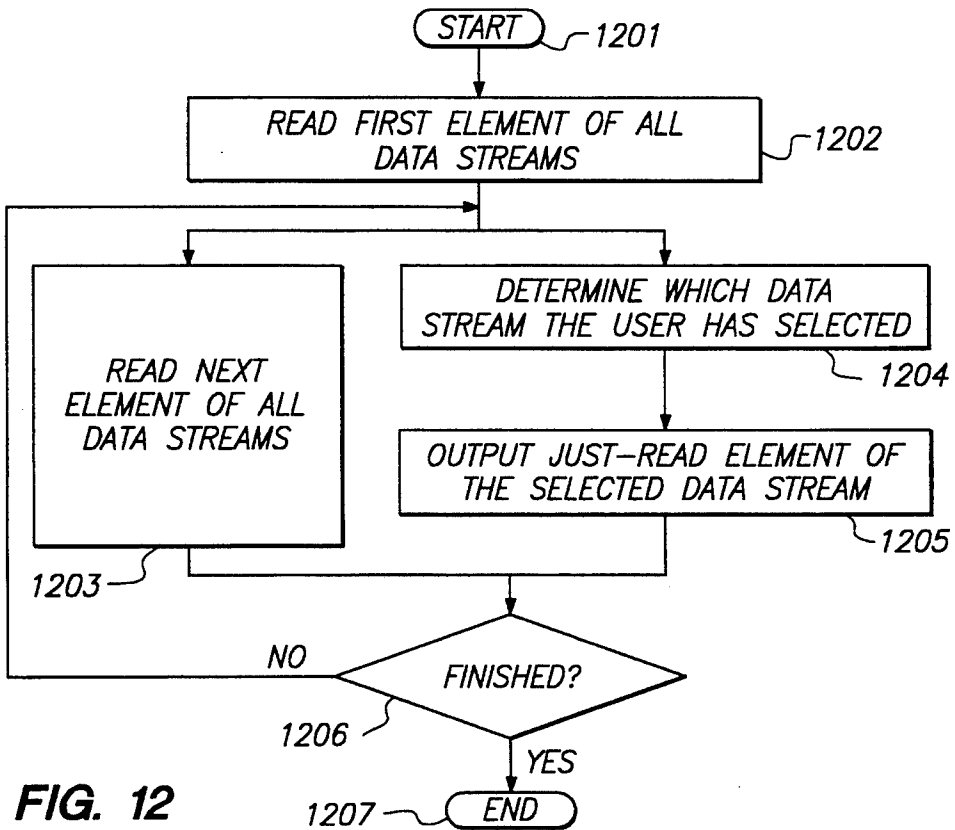 START
1201
READ FIRST ELEMENT OF ALL
DATA STREAMS
1202
READ NEXT
ELEMENT OF ALL
DATA STREAMS
1203
DETERMINE WHICH DATA
STREAM THE USER HAS SELECTED
1204
OUTPUT JUST–READ ELEMENT OF
THE SELECTED DATA STREAM
1205
NO
FINISHED?
1206
YES
FIG. 12
1207
END